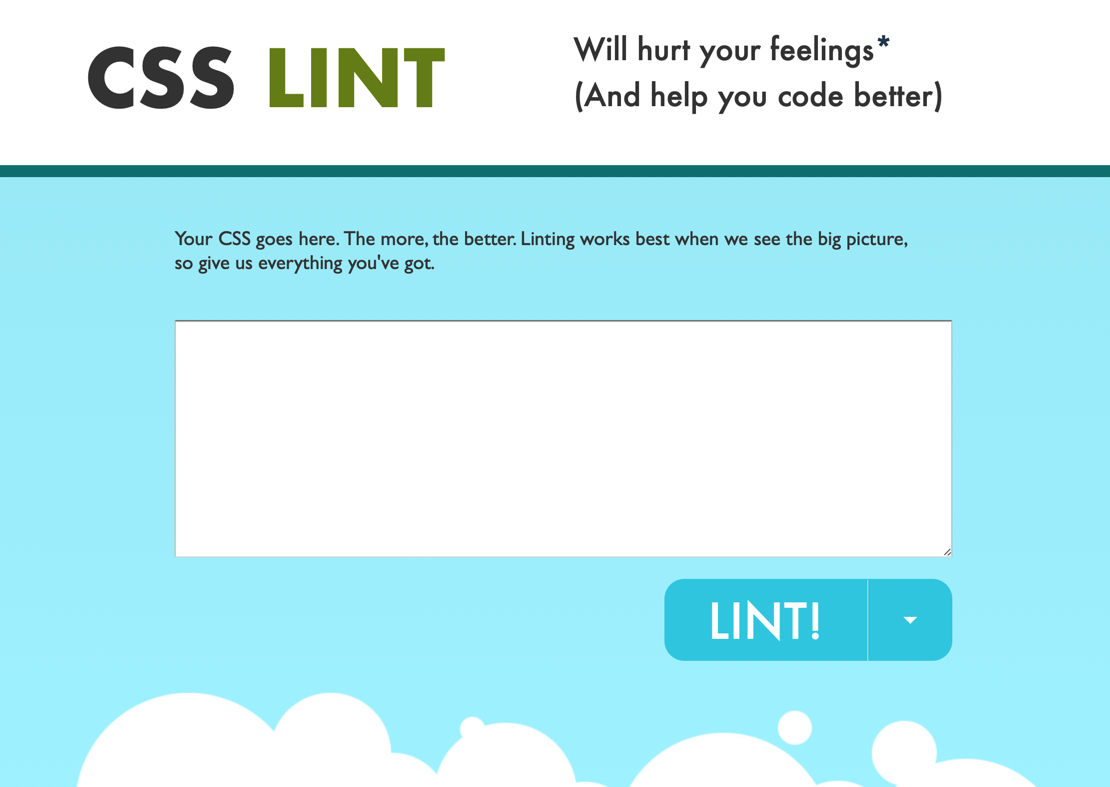 CSS LINT
Will hurt your feelings*
(And help you code better)
Your CSS goes here. The more, the better. Linting works best when we see the big picture,
so give us everything you've got.
LINT!